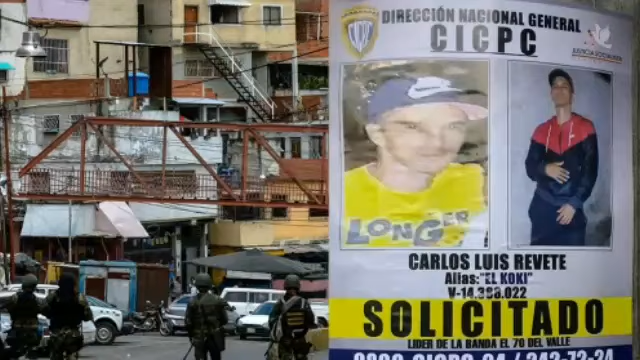 DIRECCIÓN NACIONAL GENERAL
CICPC
LONGER
CARLOS LUIS REVETE
Alias:"EL KOKI"
SOLICITADO
LIDER DE LA BANDA EL 70 DEL VALLE